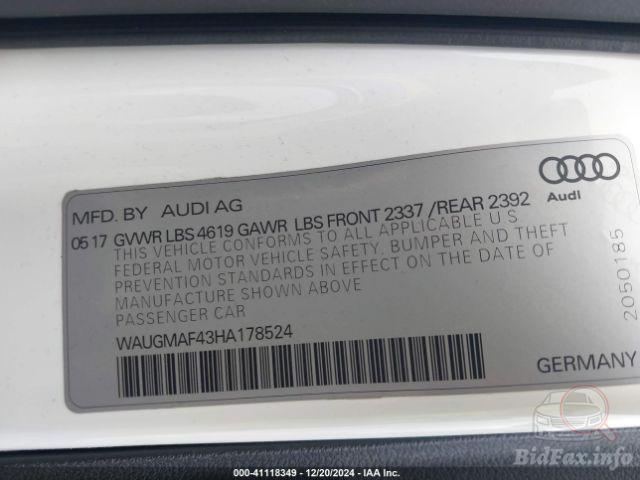 MFD. BY AUDI AG
Audi
05 17 GVWR LBS 4619 GAWR LBS FRONT 2337 /REAR 2392
THIS VEHICLE CONFORMS TO ALL APPLICABLE U.S.
FEDERAL MOTOR VEHICLE SAFETY, BUMPER AND THEFT
PREVENTION STANDARDS IN EFFECT ON THE DATE OF
MANUFACTURE SHOWN ABOVE
PASSENGER CAR
WAUGMAF43HA178524
2050185
GERMANY
BidFax.info
000-41118349 - 12/20/2024 - IAA Inc.